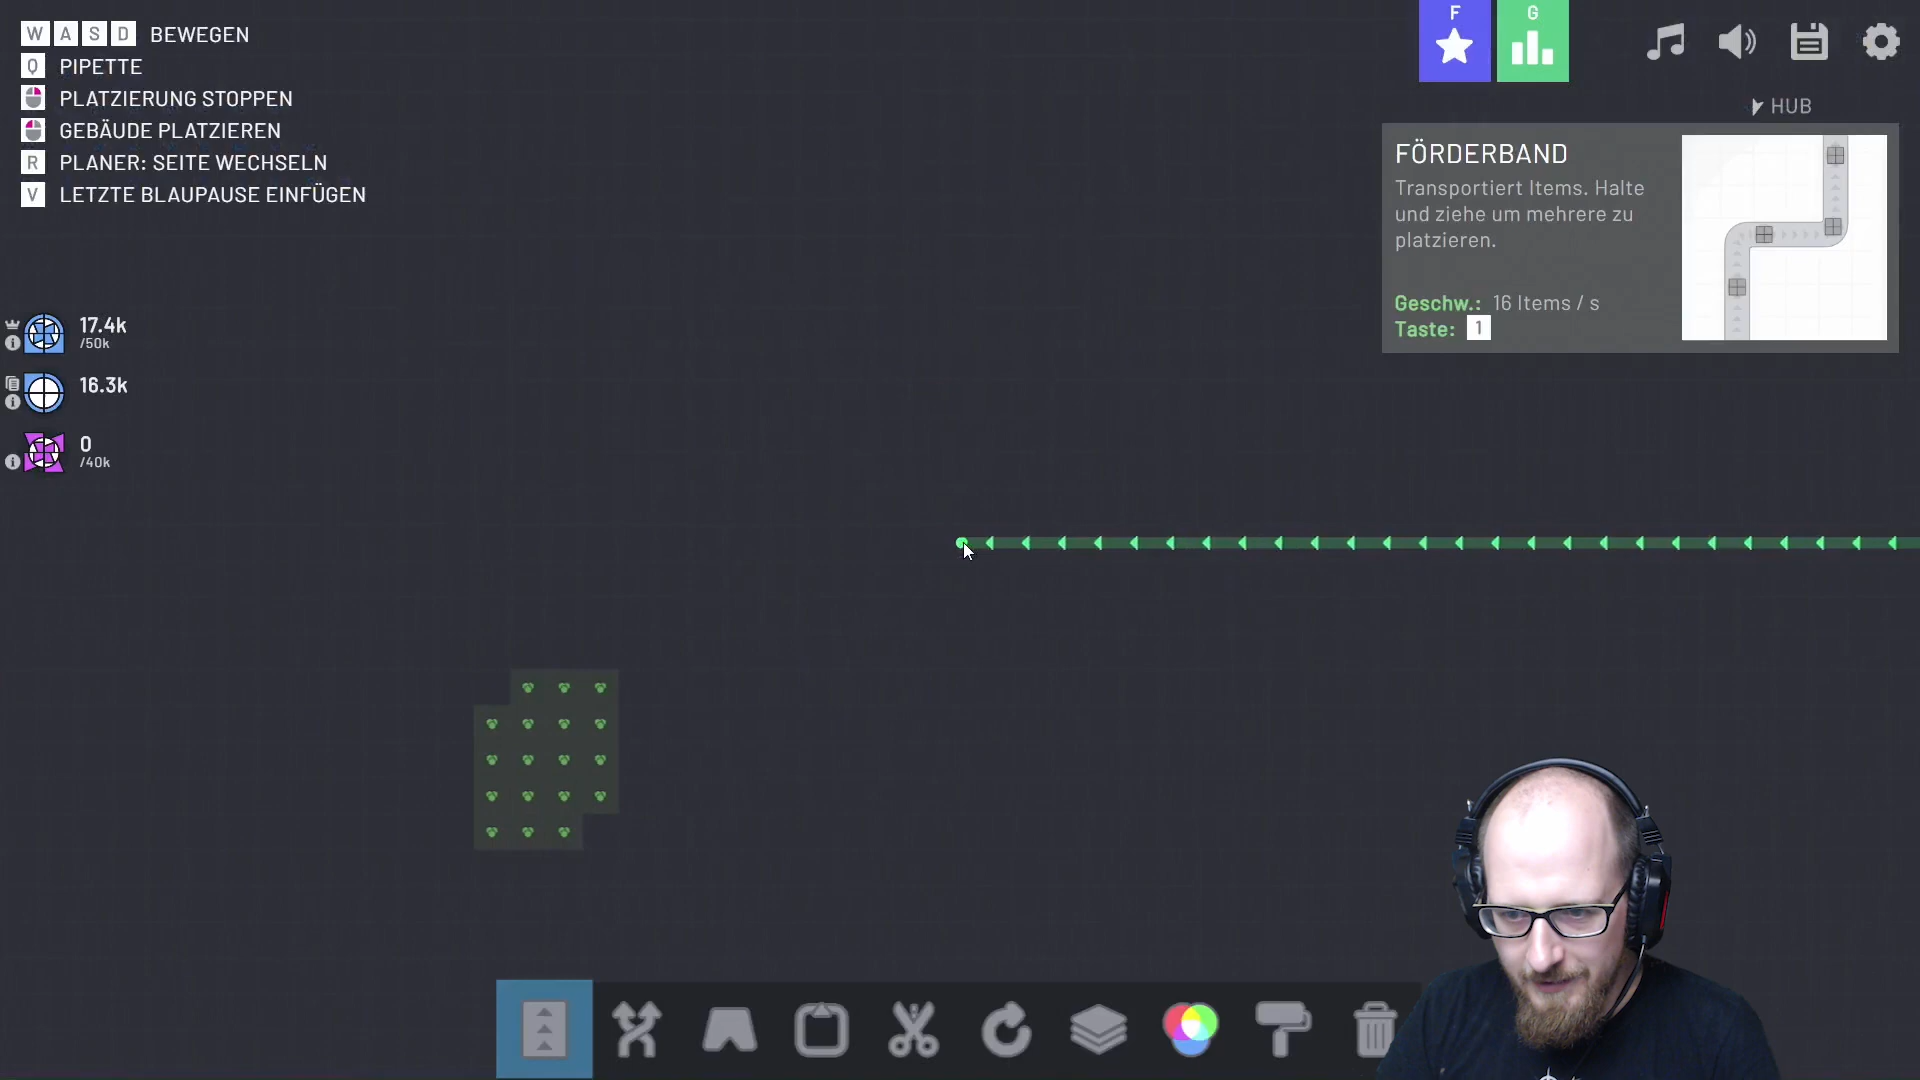 W A S D BEWEGEN
Q PIPETTE
PLATZIERUNG STOPPEN
GEBÄUDE PLATZIEREN
R PLANER: SEITE WECHSELN
V LETZTE BLAUPAUSE EINFÜGEN
F G
HUB
FÖRDERBAND
Transportiert Items. Halte
und ziehe um mehrere zu
platzieren.
Geschw.: 16 Items / s
Taste: 1
17.4k
/50k
16.3k
0
/40k